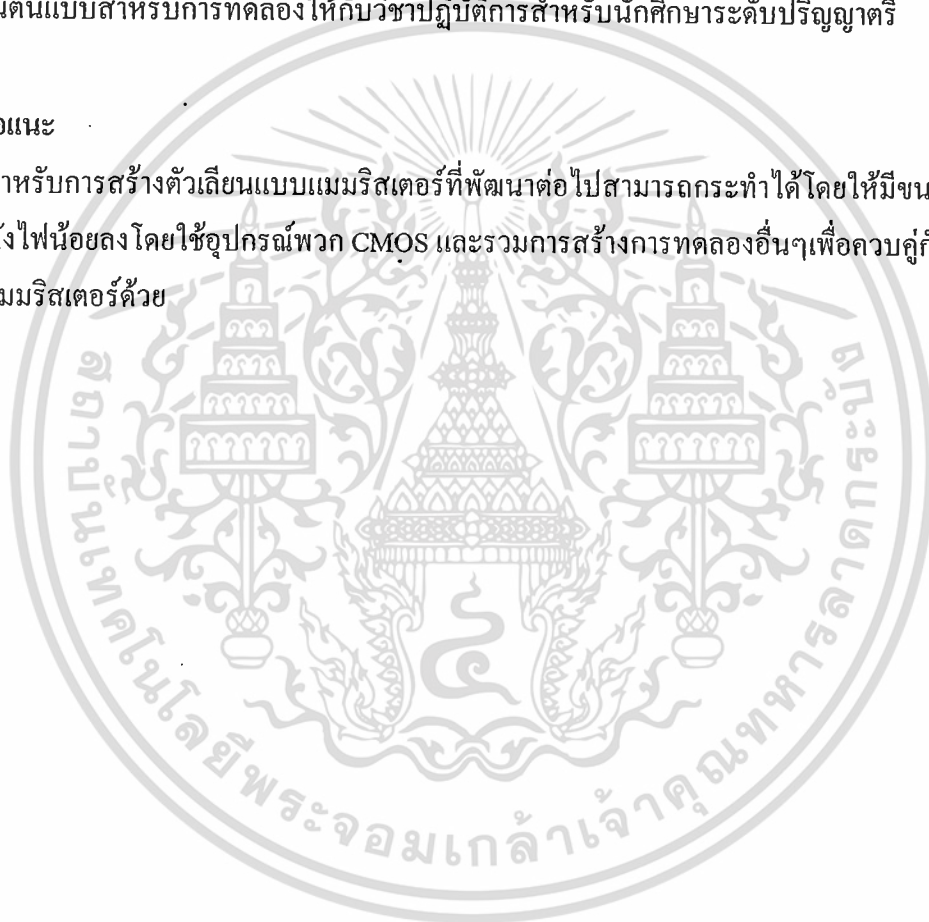 นต้นแบบสำหรับการทดลองให้กับวิชาปฏิบัติการสำหรับนักศึกษาระดับปริญญาตรี
อแนะ
ำหรับการสร้างตัวเลียนแบบแมมริสเตอร์ที่พัฒนาต่อไปสามารถกระทำได้โดยให้มีขน
ังไฟน้อยลงโดยใช้อุปกรณ์พวก CMOS และรวมการสร้างการทดลองอื่นๆเพื่อควบคู่กั
มมริสเตอร์ด้วย
สถาบันเทคโนโลยีพระจอมเกล้าเจ้าคุณทหารลาดกระบัง
๔